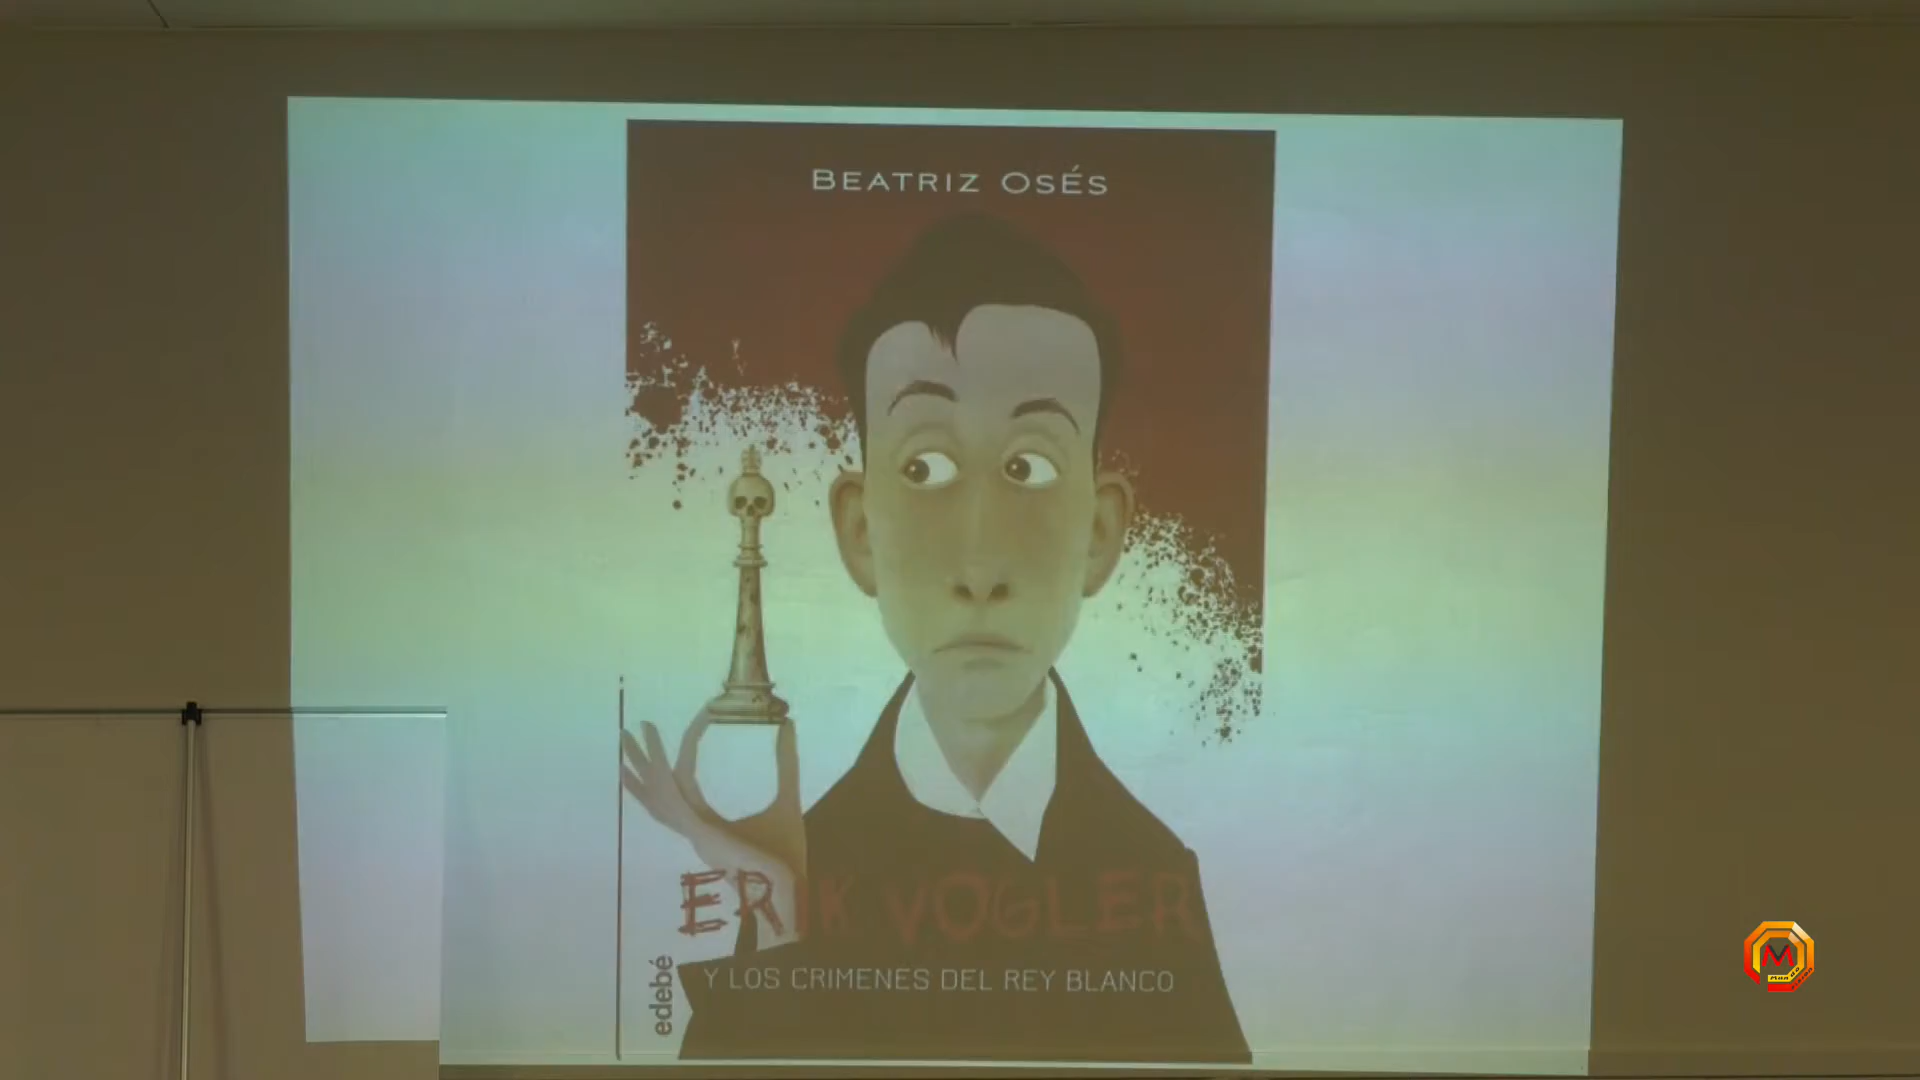 BEATRIZ OSÉS
ERIK VOGLER
Y LOS CRIMENES DEL REY BLANCO
edebé
M